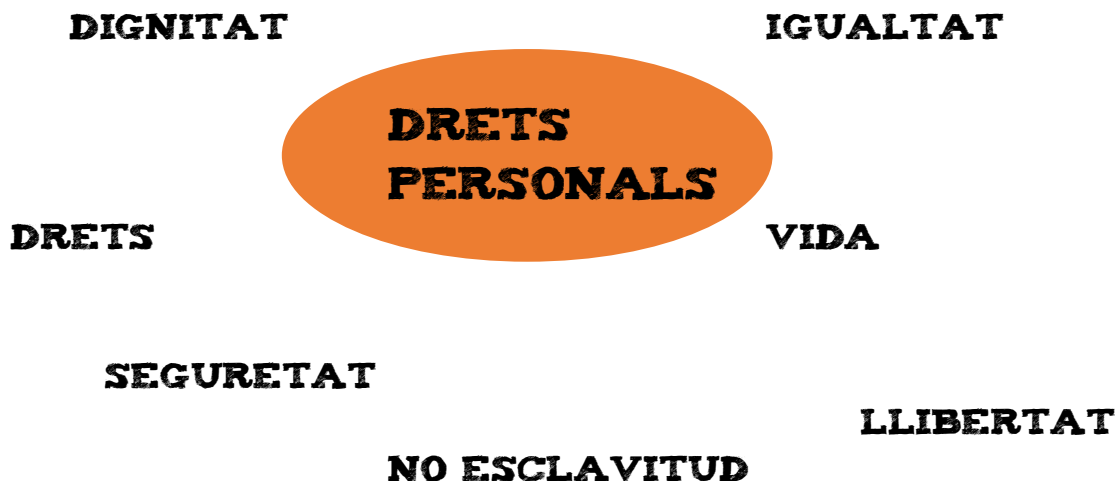 DIGNITAT
IGUALTAT
DRETS
PERSONALS
DRETS
VIDA
SEGURETAT
LLIBERTAT
NO ESCLAVITUD